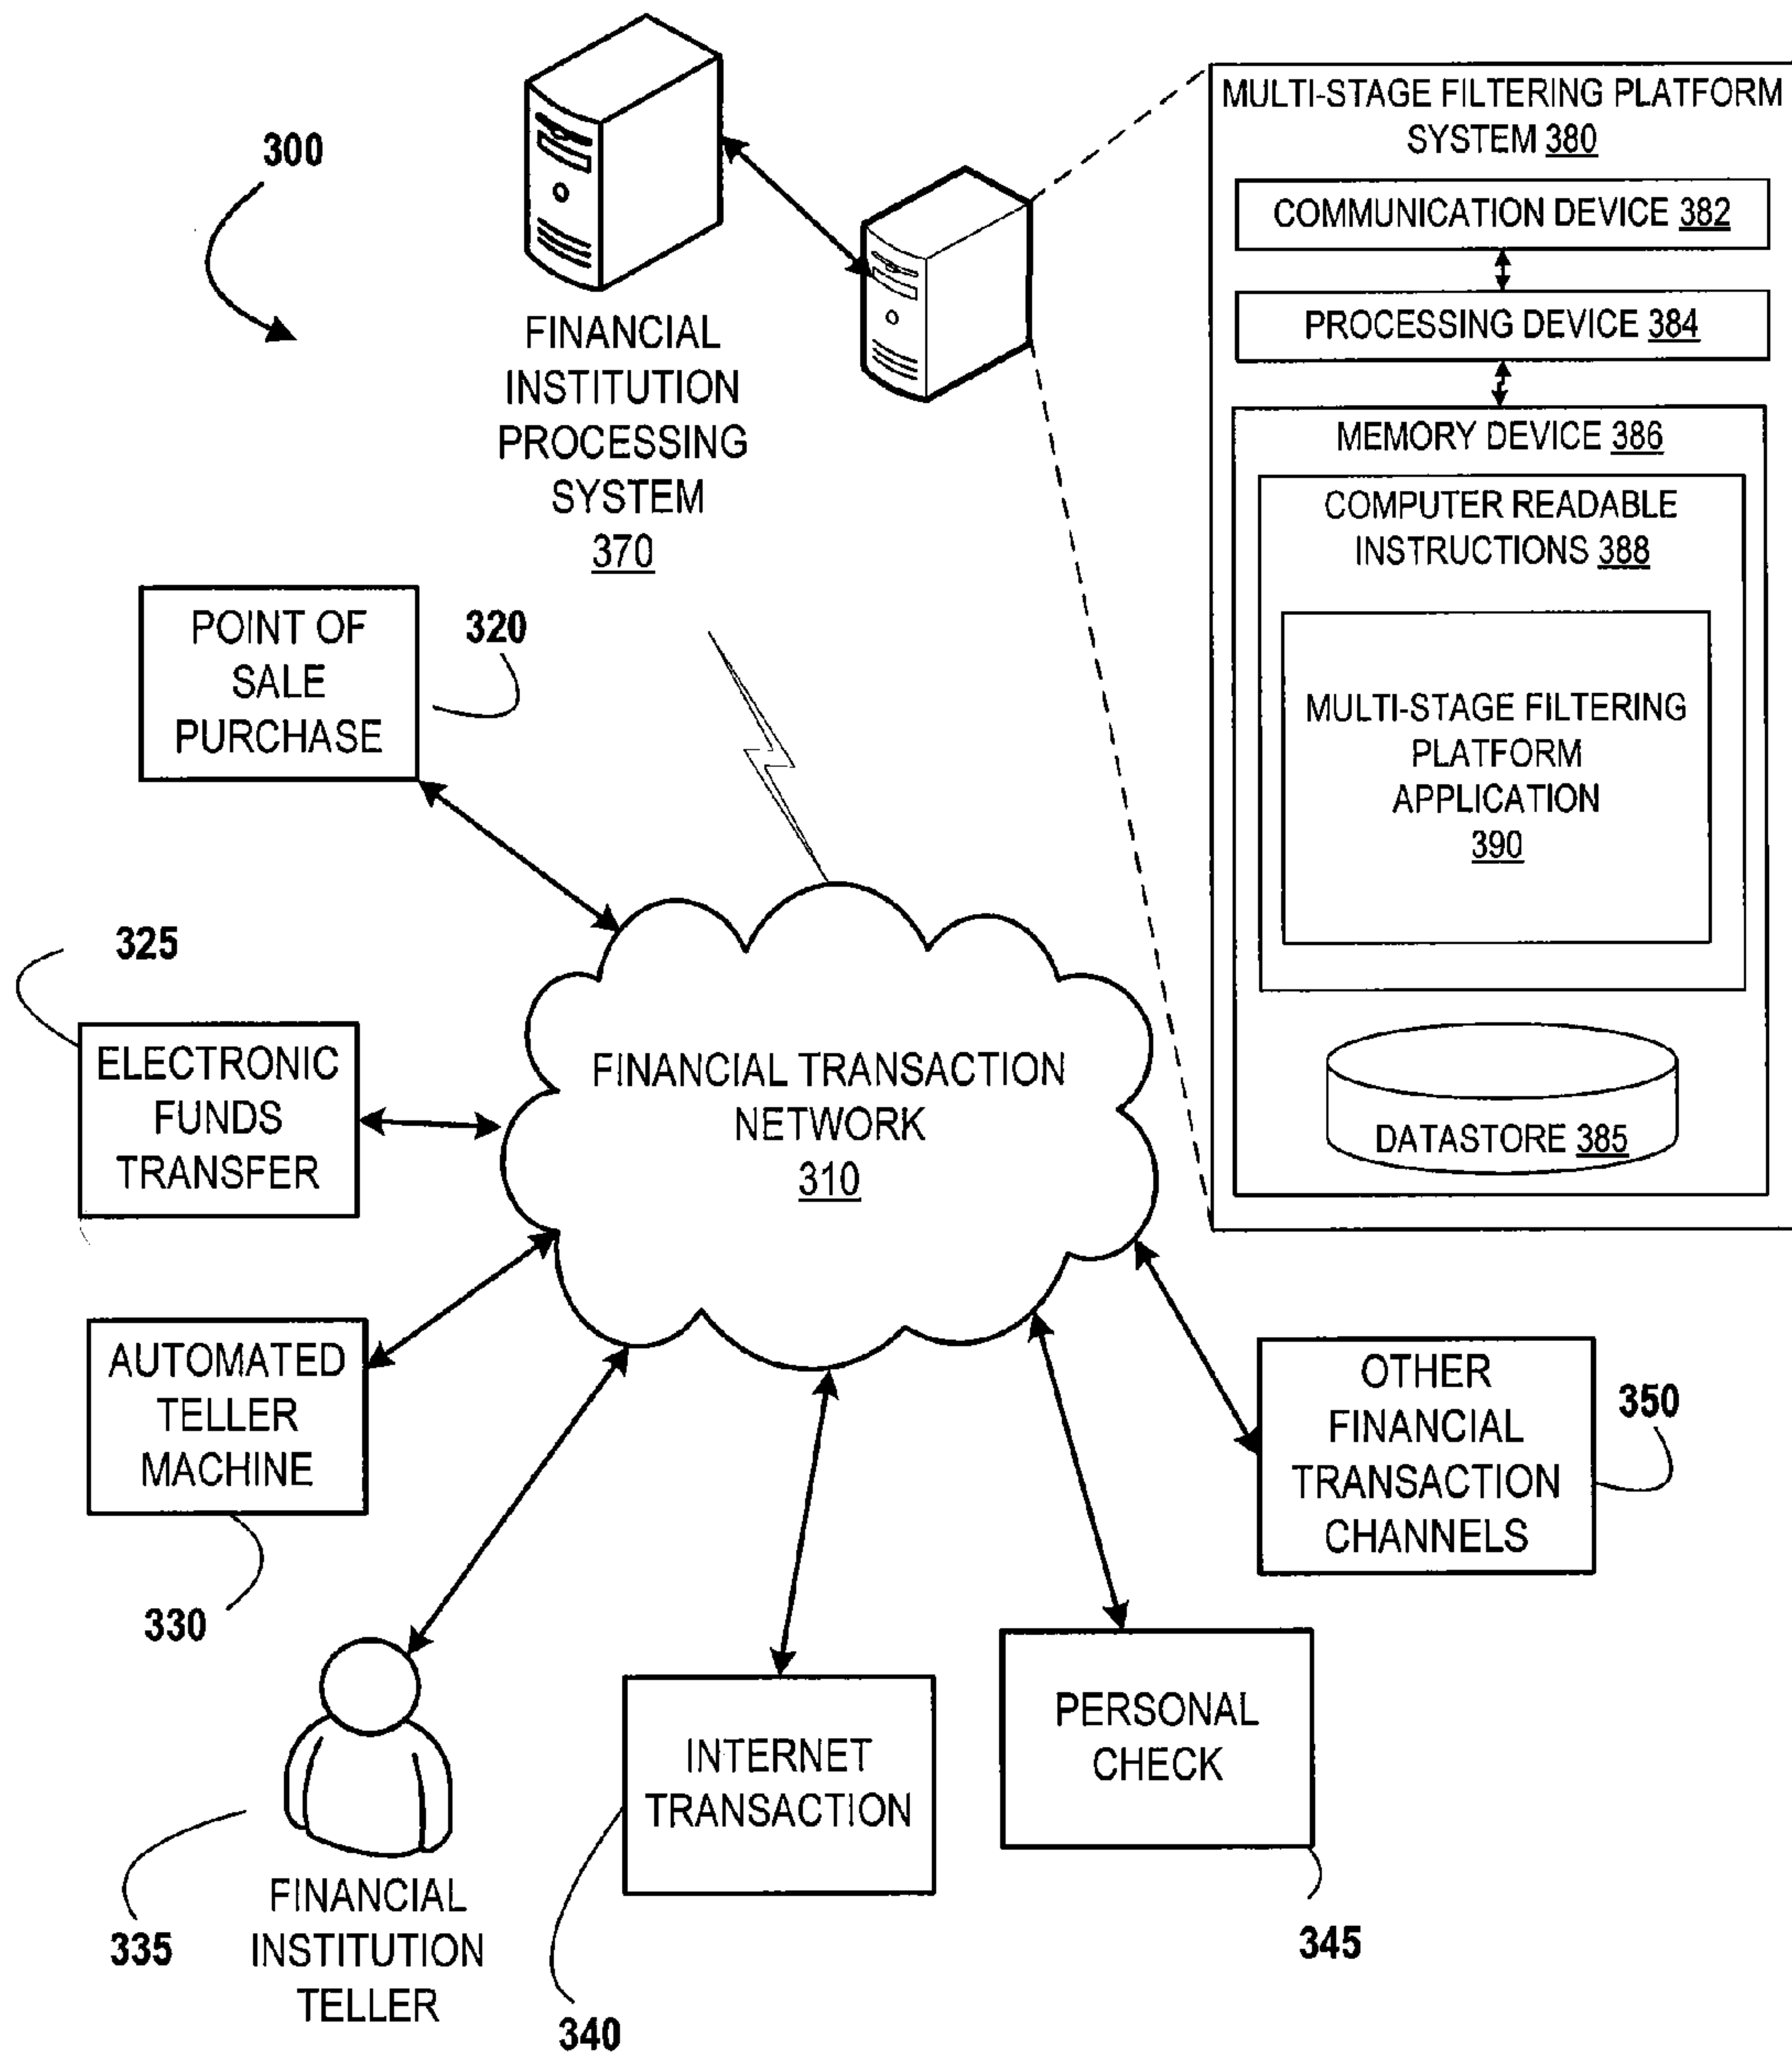 300
FINANCIAL
INSTITUTION
PROCESSING
SYSTEM
370
MULTI-STAGE FILTERING PLATFORM
SYSTEM 380
COMMUNICATION DEVICE 382
PROCESSING DEVICE 384
MEMORY DEVICE 386
COMPUTER READABLE
INSTRUCTIONS 388
MULTI-STAGE FILTERING
PLATFORM
APPLICATION
390
DATASTORE 385
POINT OF
SALE
PURCHASE
320
325
ELECTRONIC
FUNDS
TRANSFER
FINANCIAL TRANSACTION
NETWORK
310
AUTOMATED
TELLER
MACHINE
330
OTHER
FINANCIAL
TRANSACTION
CHANNELS
350
FINANCIAL
INSTITUTION
TELLER
335
INTERNET
TRANSACTION
340
PERSONAL
CHECK
345